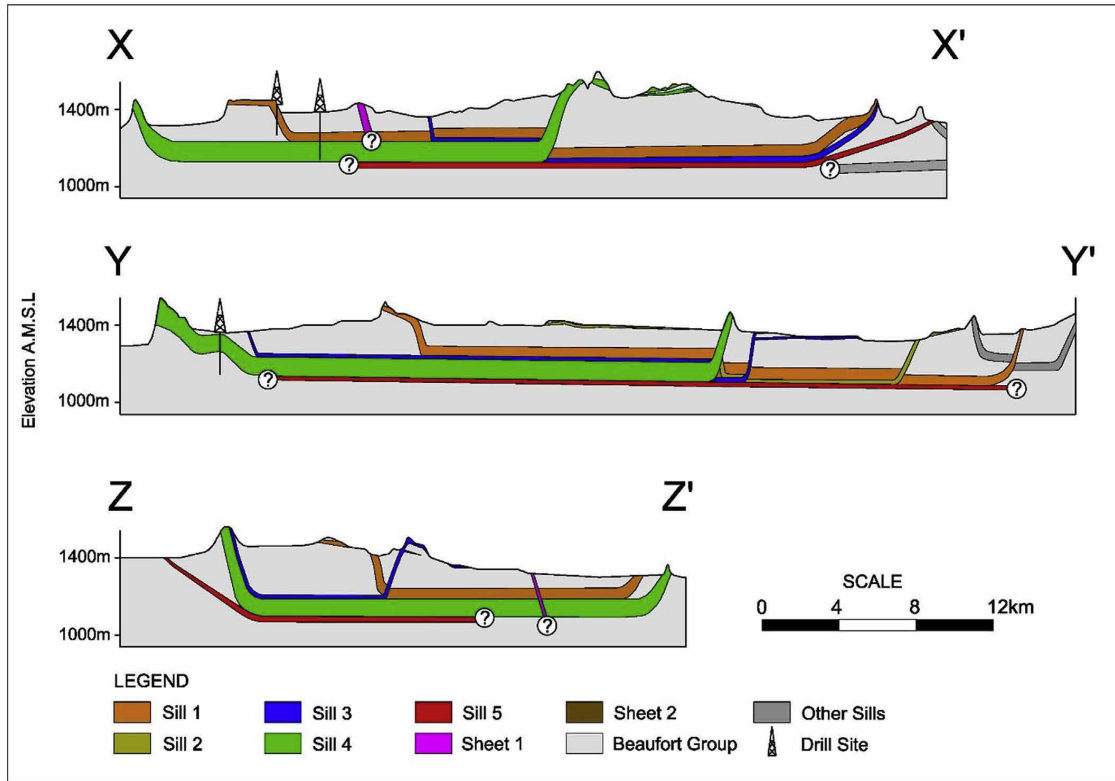 X X'
1400m
1000m
?
?
?
Y Y'
1400m
1000m
?
?
Elevation A.M.S.L
Z Z'
1400m
1000m
?
?
SCALE
0 4 8 12km
LEGEND
Sill 1 Sill 3 Sill 5 Sheet 2 Other Sills
Sill 2 Sill 4 Sheet 1 Beaufort Group Drill Site